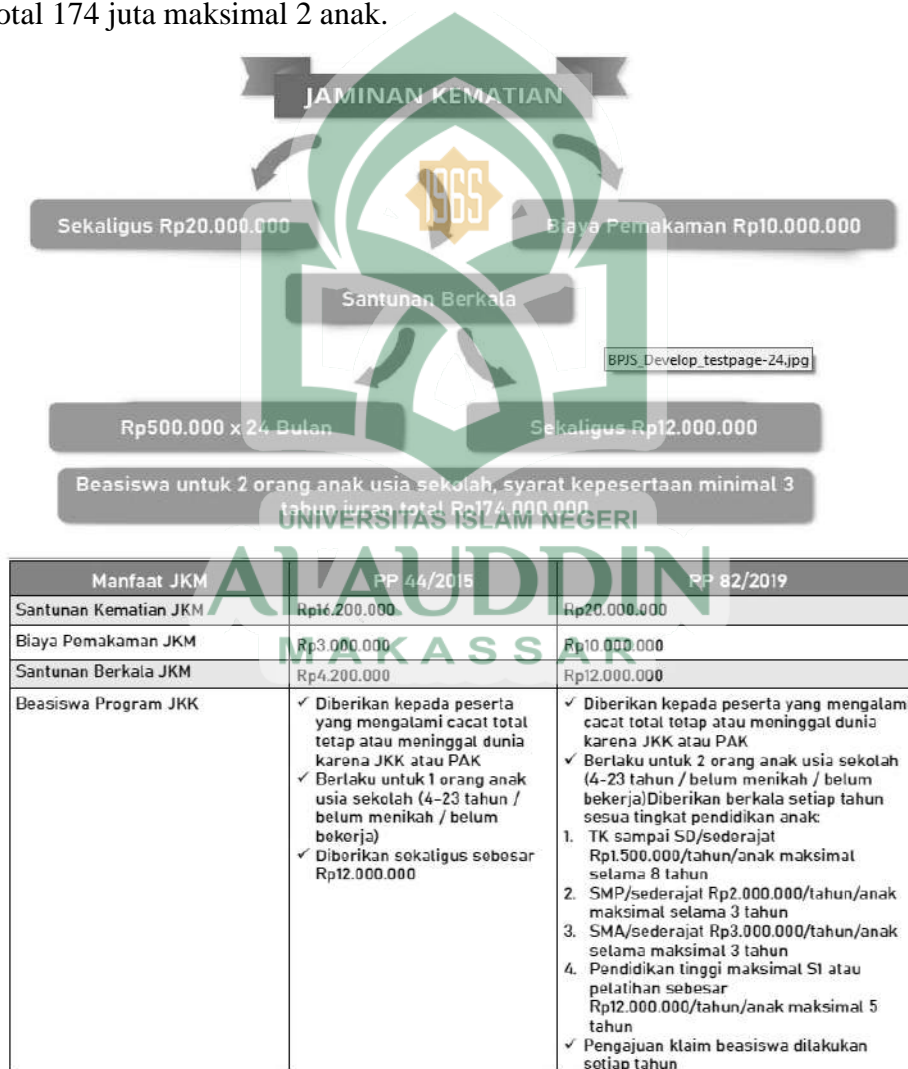 otal 174 juta maksimal 2 anak.
JAMINAN KEMATIAN
1965
Sekaligus Rp20.000.000
Biaya Pemakaman Rp10.000.000
Santunan Berkala
BPJS_Develop_testpage-24.jpg
Rp500.000 x 24 Bulan
Sekaligus Rp12.000.000
Beasiswa untuk 2 orang anak usia sekolah, syarat kepesertaan minimal 3
tahun iuran total Rp174.000.000
UNIVERSITAS ISLAM NEGERI
ALAUDDIN
MAKASSAR
Manfaat JKM
PP 44/2015
PP 82/2019
Santunan Kematian JKM
Rp16.200.000
Rp20.000.000
Biaya Pemakaman JKM
Rp3.000.000
Rp10.000.000
Santunan Berkala JKM
Rp4.200.000
Rp12.000.000
Beasiswa Program JKK
✓ Diberikan kepada peserta
yang mengalami cacat total
tetap atau meninggal dunia
karena JKK atau PAK
✓ Berlaku untuk 1 orang anak
usia sekolah (4-23 tahun /
belum menikah / belum
bekerja)
✓ Diberikan sekaligus sebesar
Rp12.000.000
✓ Diberikan kepada peserta yang mengalam
cacat total tetap atau meninggal dunia
karena JKK atau PAK
✓ Berlaku untuk 2 orang anak usia sekolah
(4-23 tahun / belum menikah / belum
bekerja)Diberikan berkala setiap tahun
sesua tingkat pendidikan anak:
1. TK sampai SD/sederajat
Rp1.500.000/tahun/anak maksimal
selama 8 tahun
2. SMP/sederajat Rp2.000.000/tahun/anak
maksimal selama 3 tahun
3. SMA/sederajat Rp3.000.000/tahun/anak
selama maksimal 3 tahun
4. Pendidikan tinggi maksimal S1 atau
pelatihan sebesar
Rp12.000.000/tahun/anak maksimal 5
tahun
✓ Pengajuan klaim beasiswa dilakukan
setiap tahun